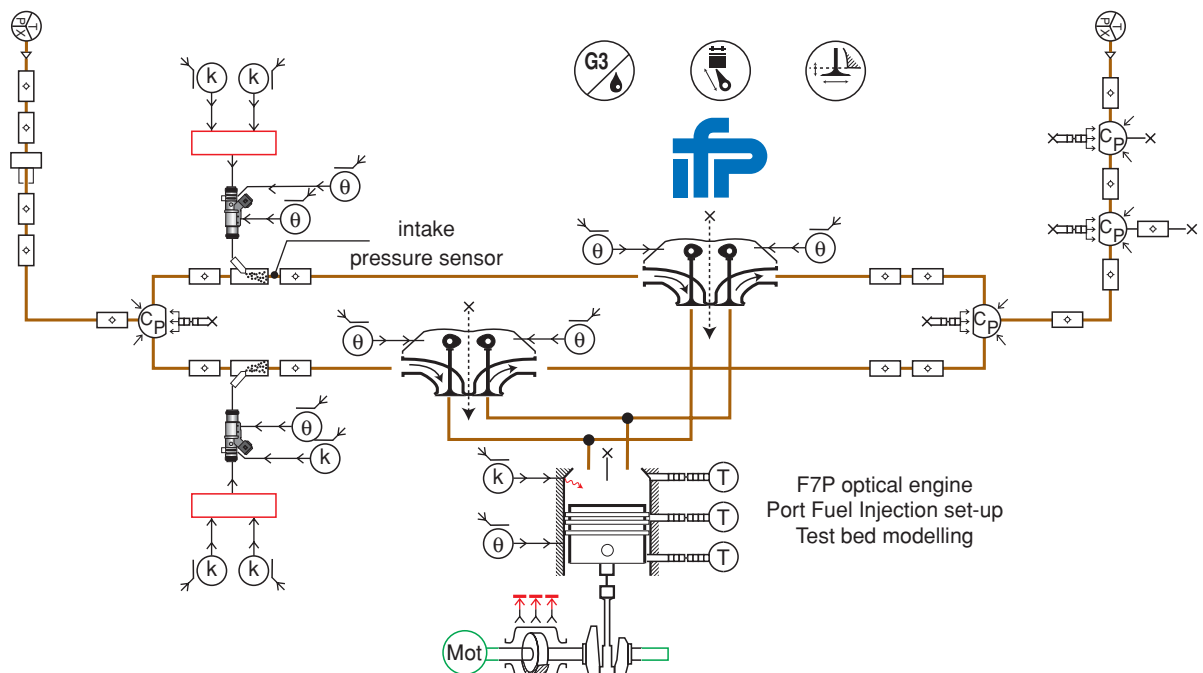 T
P X
T
P X
G3
k
k
ifp
θ
θ
intake
pressure sensor
θ
θ
C P
C P
C P
C P
θ
θ
θ
k
k
T
θ
T
T
k
k
F7P optical engine
Port Fuel Injection set-up
Test bed modelling
Mot